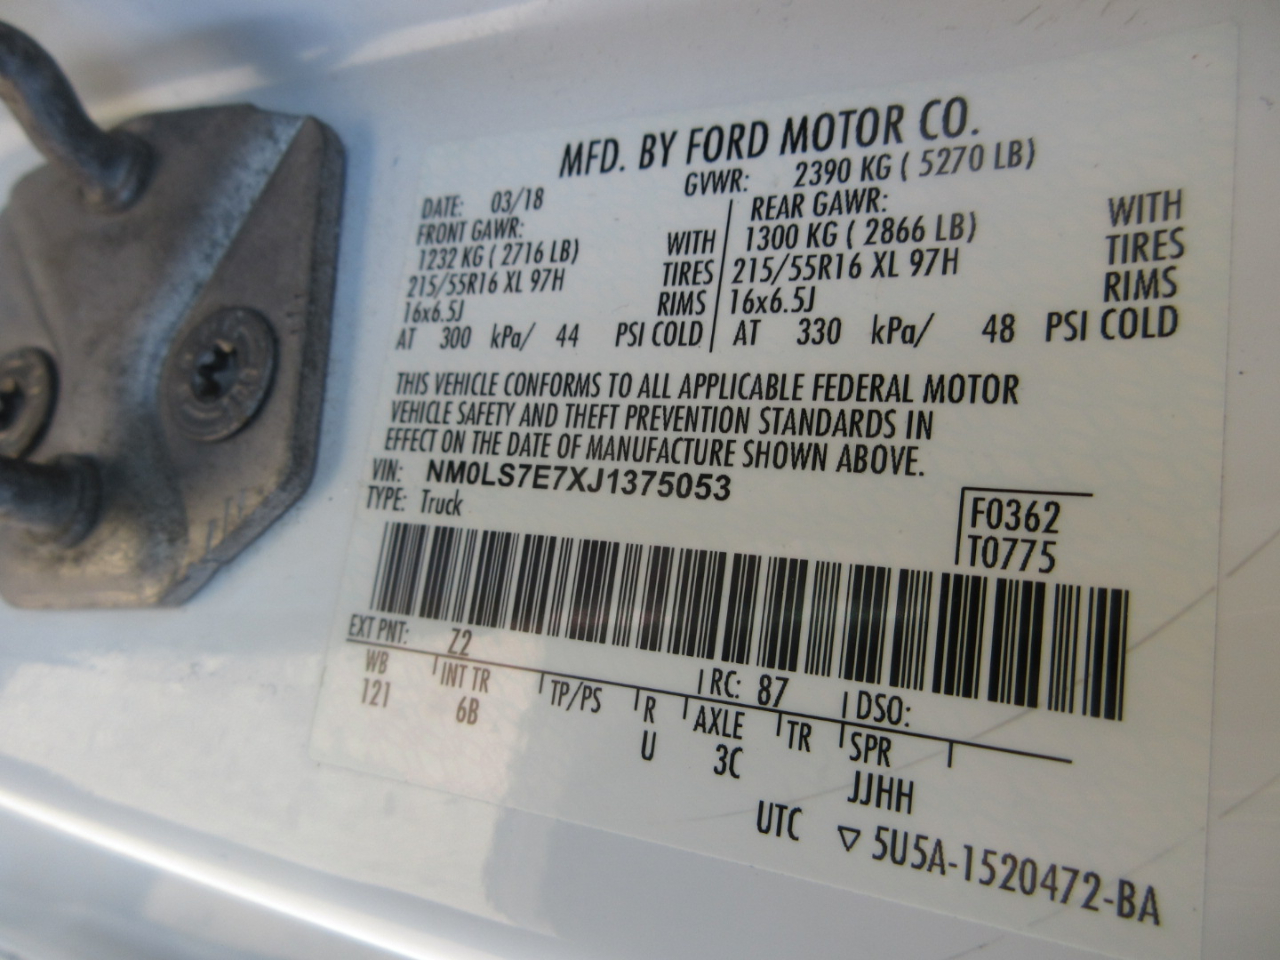 MFD. BY FORD MOTOR CO.
DATE: 03/18 GVWR: 2390 KG ( 5270 LB)
FRONT GAWR: REAR GAWR:
1232 KG ( 2716 LB) WITH 1300 KG ( 2866 LB) WITH
215/55R16 XL 97H TIRES 215/55R16 XL 97H TIRES
16x6.5J RIMS 16x6.5J RIMS
AT 300 kPa/ 44 PSI COLD AT 330 kPa/ 48 PSI COLD
THIS VEHICLE CONFORMS TO ALL APPLICABLE FEDERAL MOTOR
VEHICLE SAFETY AND THEFT PREVENTION STANDARDS IN
EFFECT ON THE DATE OF MANUFACTURE SHOWN ABOVE.
VIN: NM0LS7E7XJ1375053
TYPE: Truck
F0362
T0775
EXT PNT: Z2 RC: 87 DSO:
WB INT TR TP/PS R AXLE TR SPR
121 6B U 3C JJHH
UTC ▽ 5U5A-1520472-BA